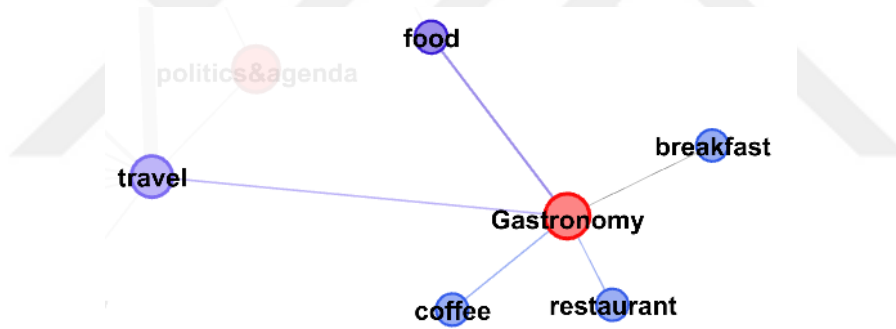 food
politics&agenda
breakfast
travel
Gastronomy
coffee
restaurant